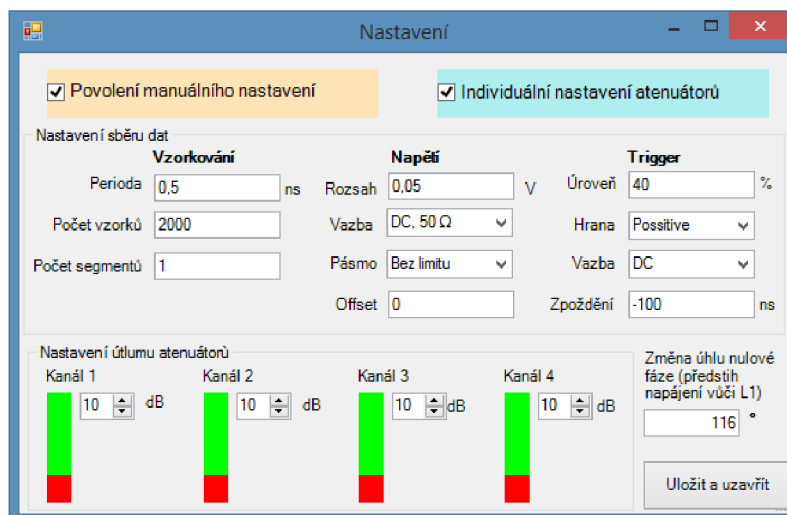 Nastavení
Povolení manuálního nastavení
Individuální nastavení atenuátorů
Nastavení sběru dat
Vzorkování
Perioda 0,5 ns
Počet vzorků 2000
Počet segmentů 1
Napětí
Rozsah 0,05 V
Vazba DC, 50 Ω
Pásmo Bez limitu
Offset 0
Trigger
Úroveň 40 %
Hrana Possitive
Vazba DC
Zpoždění -100 ns
Nastavení útlumu atenuátorů
Kanál 1
10 dB
Kanál 2
10 dB
Kanál 3
10 dB
Kanál 4
10 dB
Změna úhlu nulové
fáze (předstih
napájení vůči L1)
116 °
Uložit a uzavřít